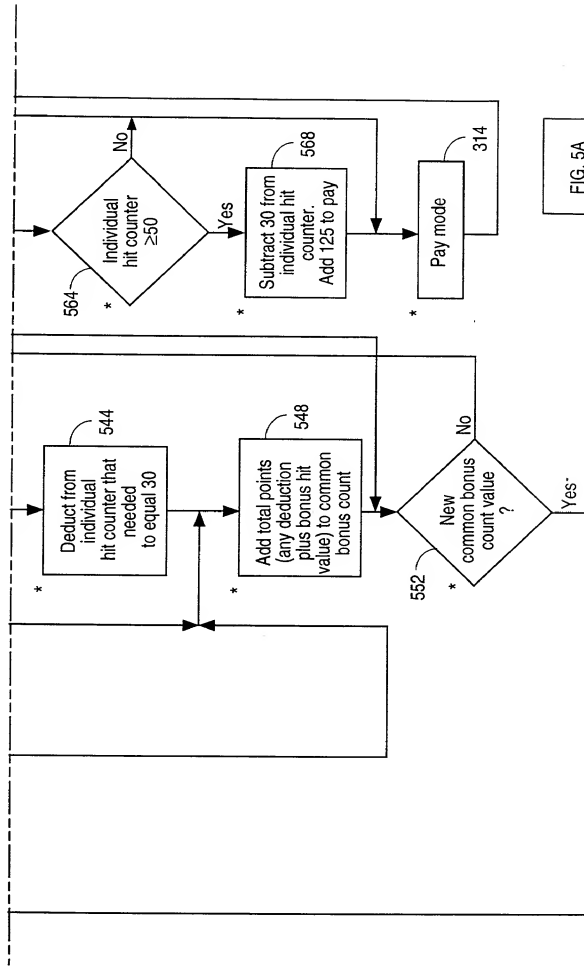 544
*
Deduct from
individual
hit counter that
needed
to equal 30
548
*
Add total points
(any deduction
plus bonus hit
value) to common
bonus count
552
*
New
common bonus
count value
?
No
Yes
564
*
Individual
hit counter
≥50
No
Yes
568
*
Subtract 30 from
individual hit
counter.
Add 125 to pay
314
*
Pay mode
FIG. 5A